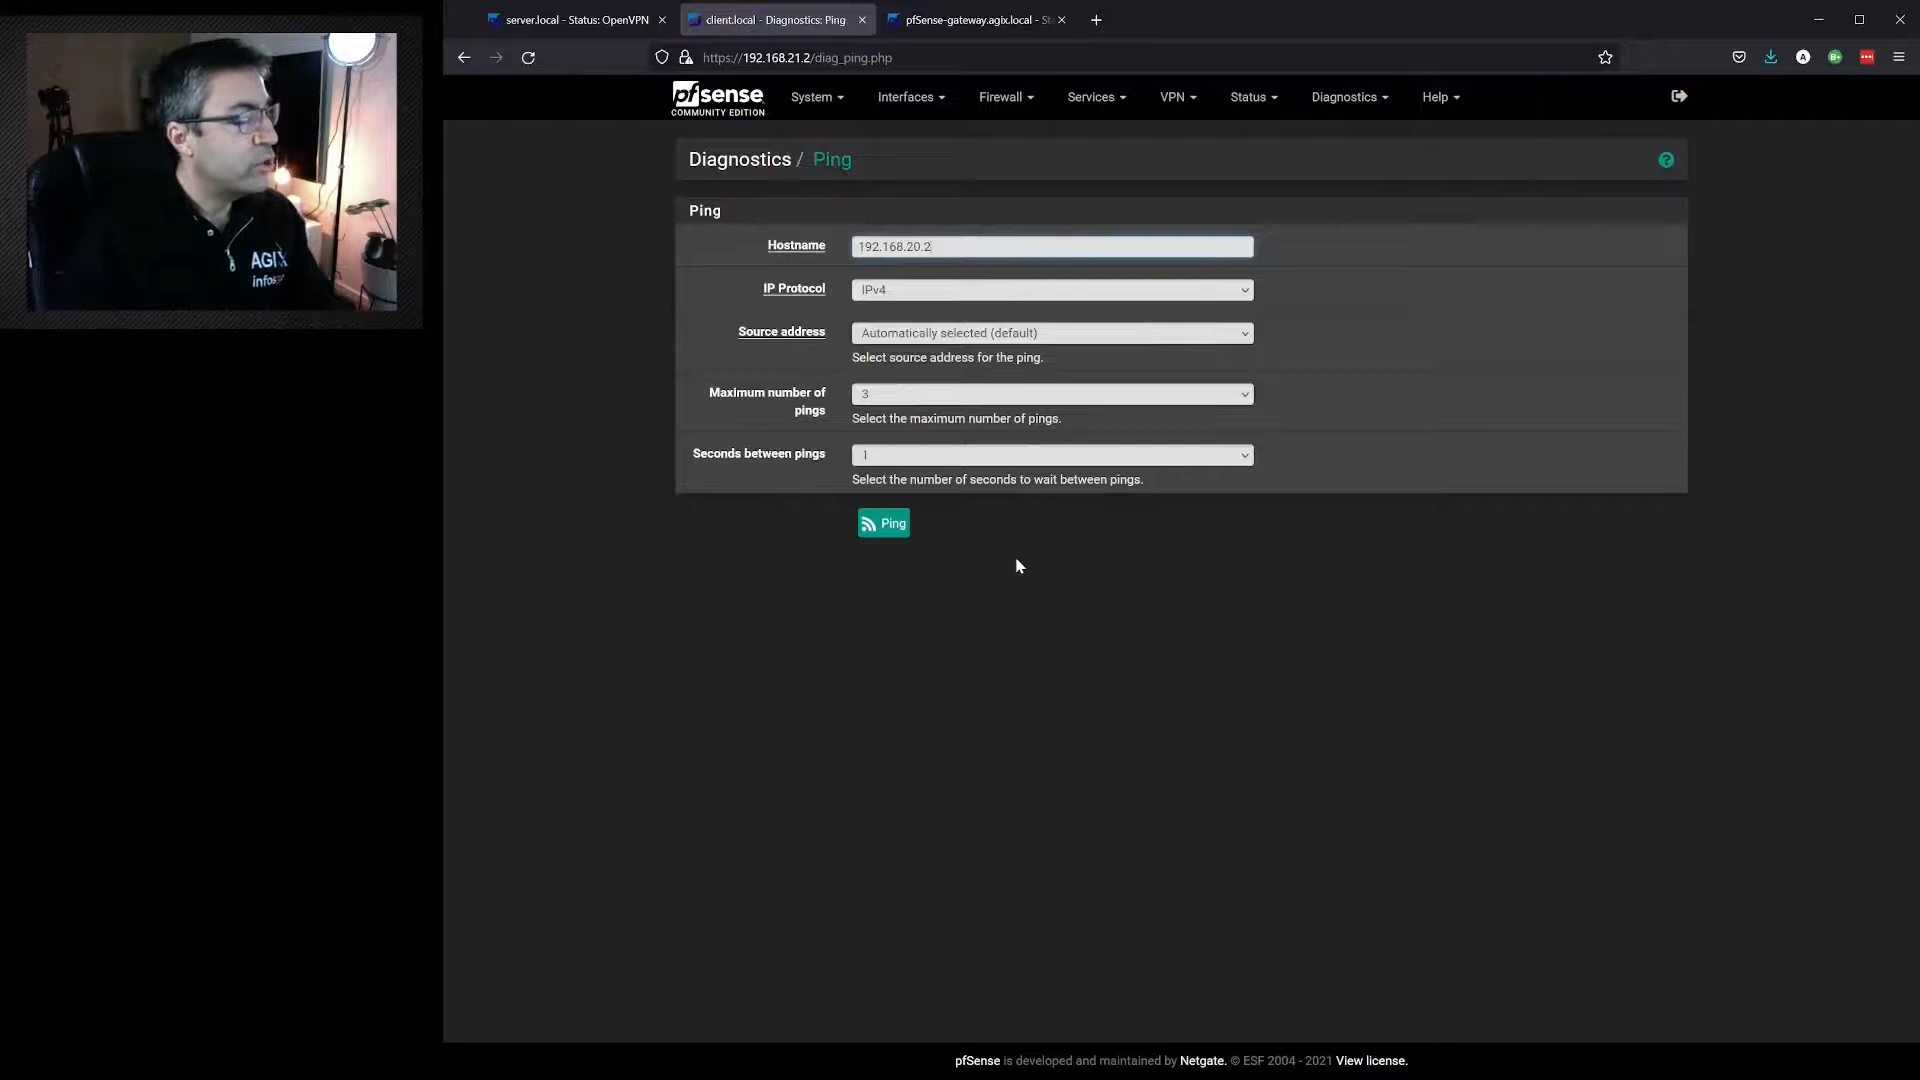 server.local - Status: OpenVPN
client.local - Diagnostics: Ping
pfSense-gateway.agix.local - St
https://192.168.21.2/diag_ping.php
pfsense
COMMUNITY EDITION
System
Interfaces
Firewall
Services
VPN
Status
Diagnostics
Help
Diagnostics / Ping
Ping
Hostname
192.168.20.2
IP Protocol
IPv4
Source address
Automatically selected (default)
Select source address for the ping.
Maximum number of
pings
3
Select the maximum number of pings.
Seconds between pings
1
Select the number of seconds to wait between pings.
Ping
AGIX
pfSense is developed and maintained by Netgate. © ESF 2004 - 2021 View license.